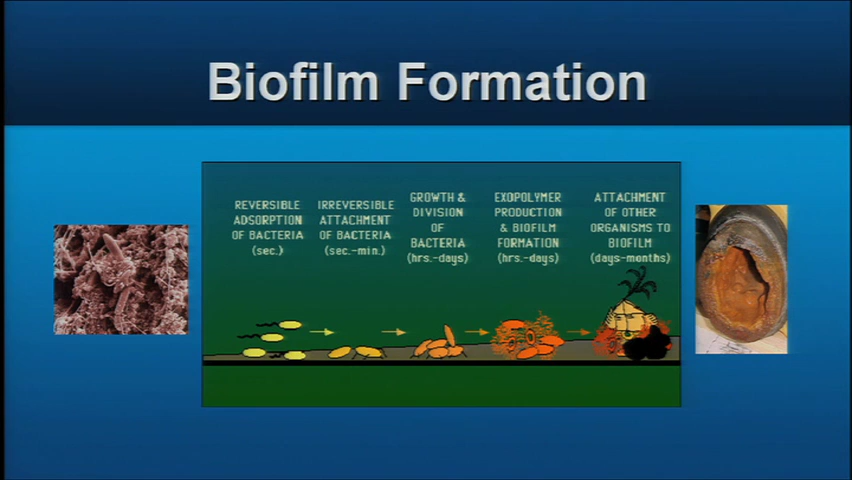 Biofilm Formation
REVERSIBLE
ADSORPTION
OF BACTERIA
(sec.)
IRREVERSIBLE
ATTACHMENT
OF BACTERIA
(sec.-min.)
GROWTH &
DIVISION
OF
BACTERIA
(hrs.-days)
EXOPOLYMER
PRODUCTION
& BIOFILM
FORMATION
(hrs.-days)
ATTACHMENT
OF OTHER
ORGANISMS TO
BIOFILM
(days-months)